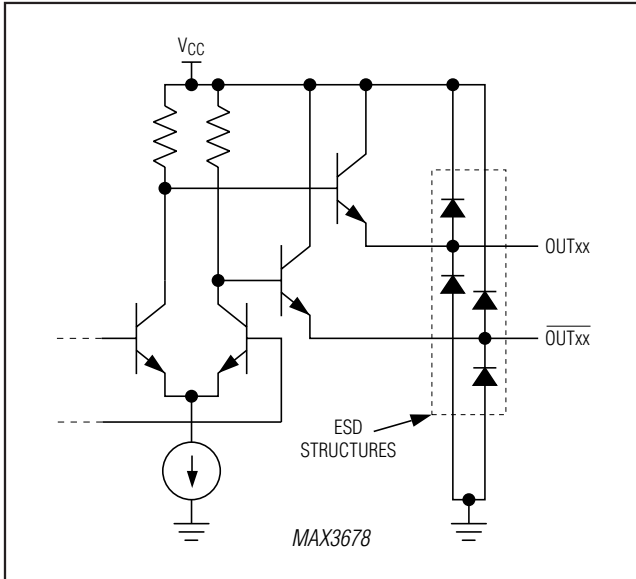 VCC
OUTxx
OUTxx
ESD
STRUCTURES
MAX3678